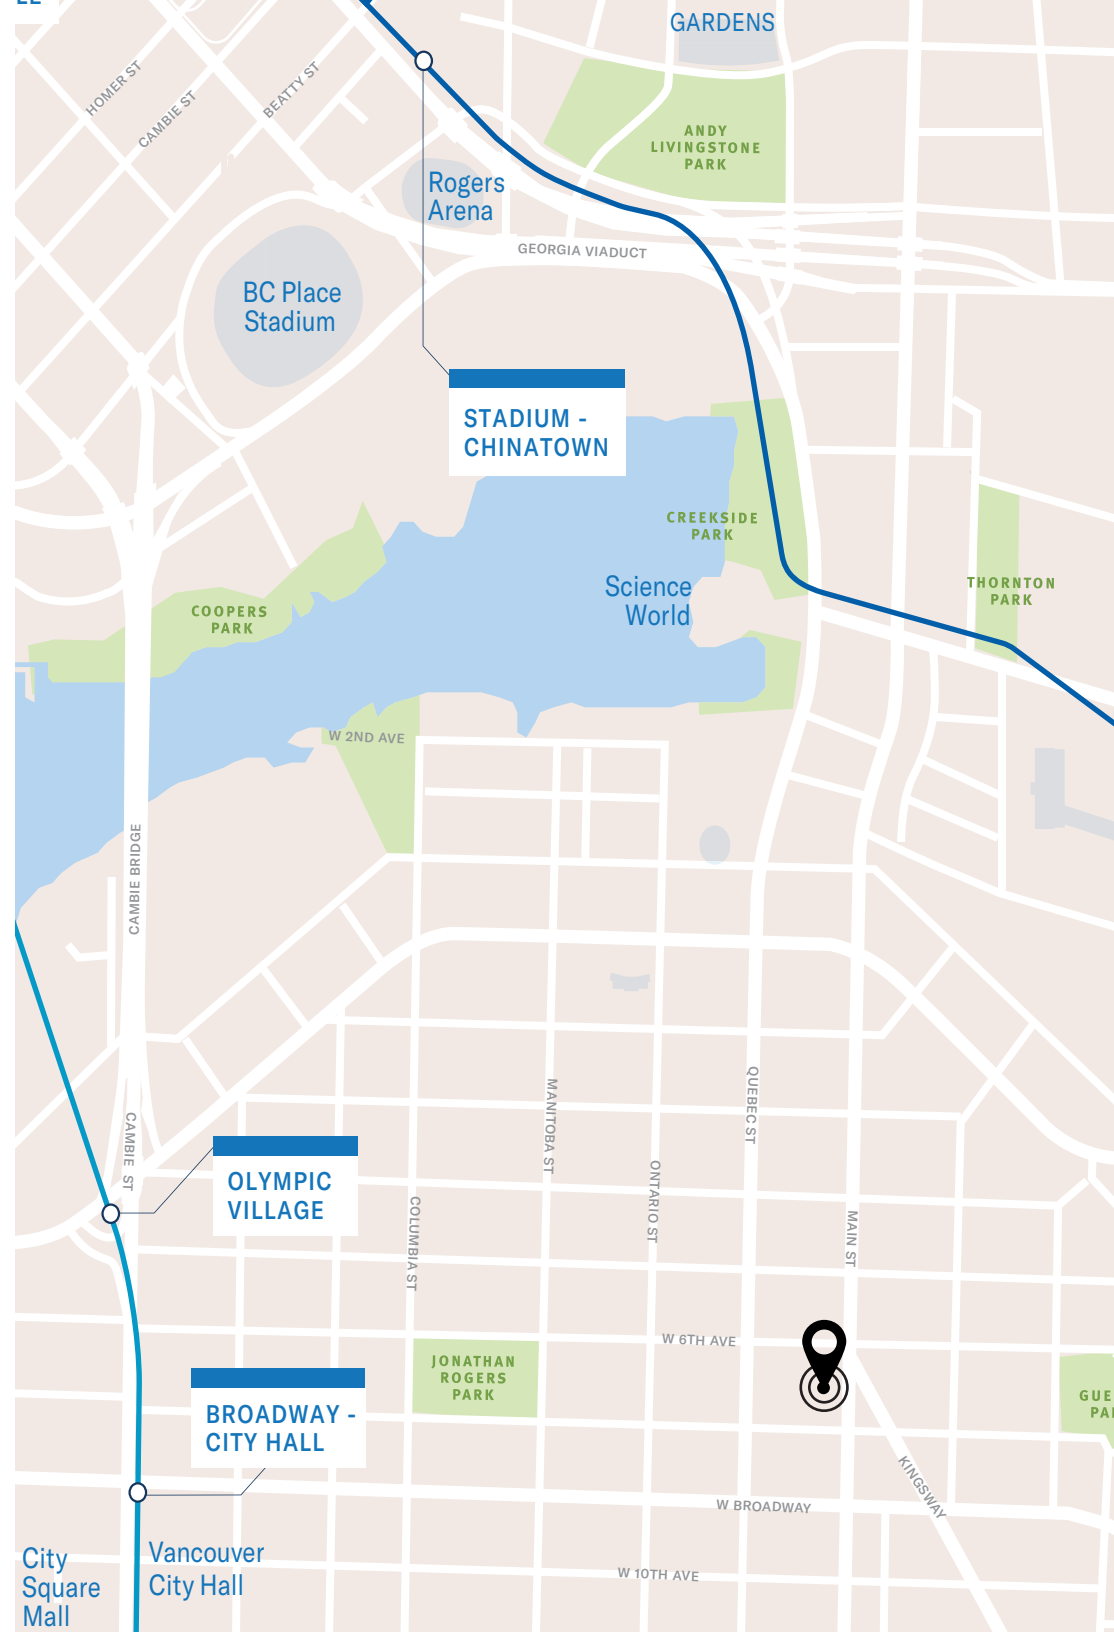 GARDENS
HOMER ST
CAMBIE ST
BEATTY ST
ANDY
LIVINGSTONE
PARK
Rogers
Arena
GEORGIA VIADUCT
BC Place
Stadium
STADIUM -
CHINATOWN
CREEKSIDE
PARK
Science
World
THORNTON
PARK
COOPERS
PARK
W 2ND AVE
CAMBIE BRIDGE
QUEBEC ST
MANITOBA ST
CAMBIE ST
ONTARIO ST
OLYMPIC
VILLAGE
COLUMBIA ST
MAIN ST
W 6TH AVE
JONATHAN
ROGERS
PARK
GUE
PA
BROADWAY -
CITY HALL
KINGSWAY
W BROADWAY
Vancouver
City Hall
City
Square
Mall
W 10TH AVE